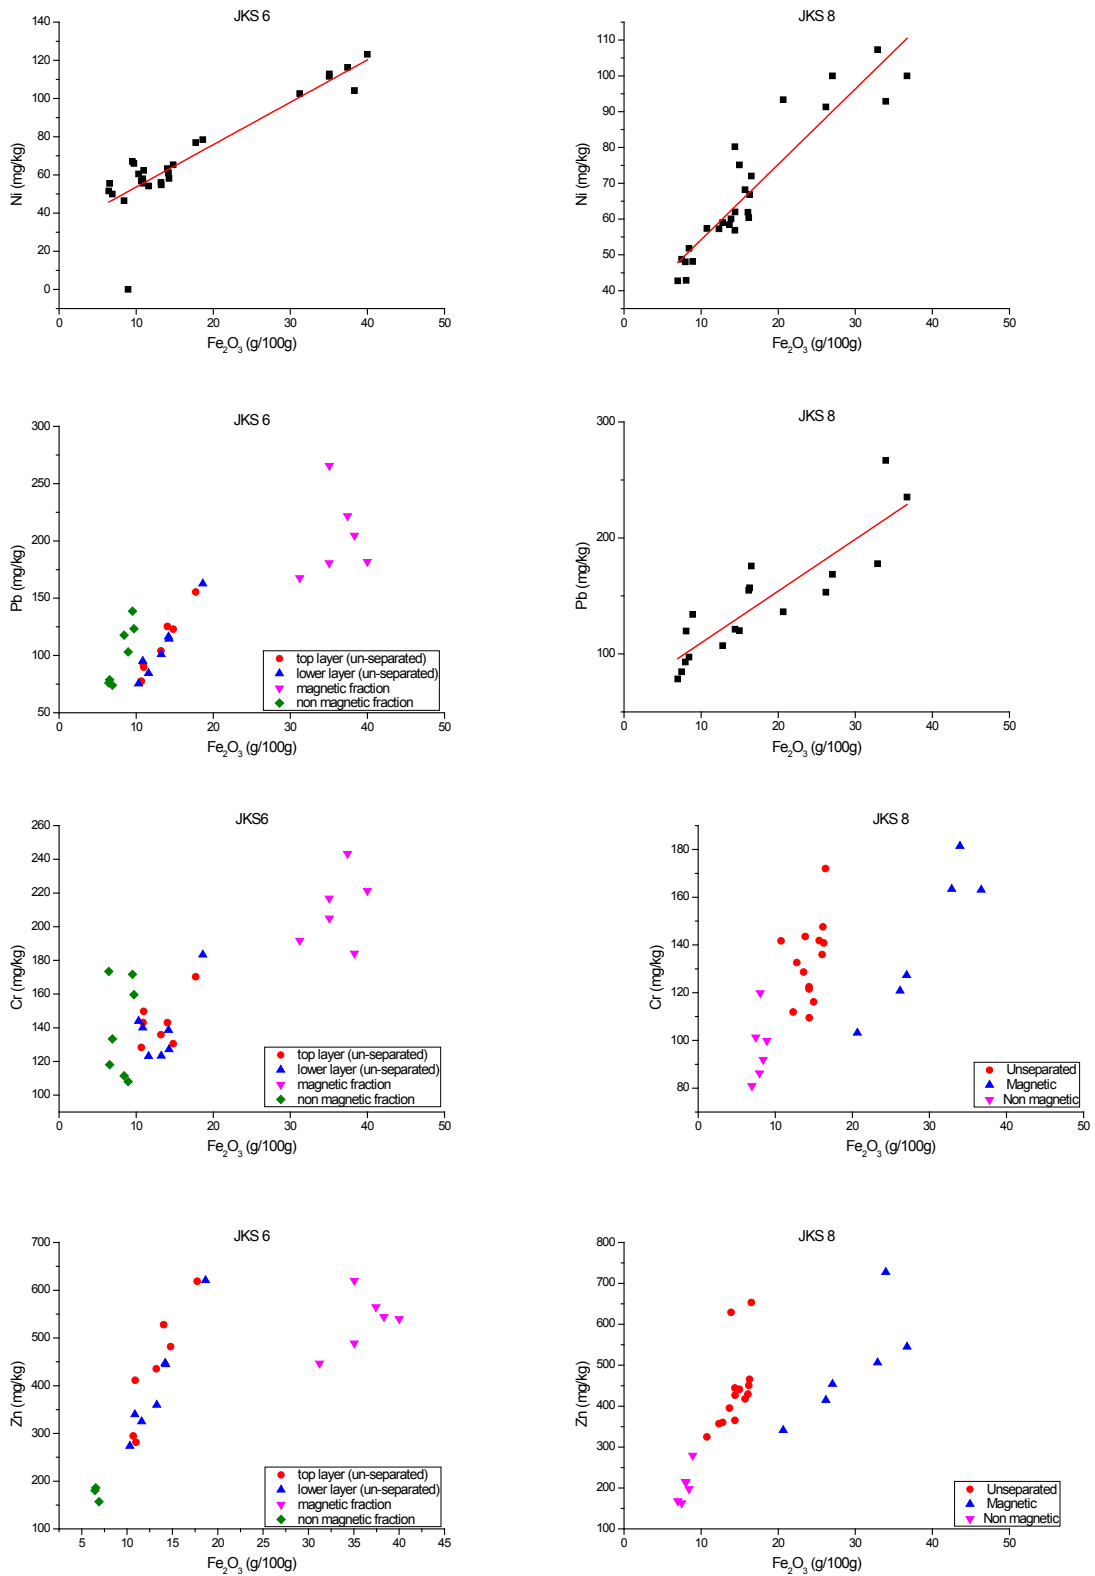 JKS 6
140
120
100
80
60
40
20
0
Ni (mg/kg)
0 10 20 30 40 50
Fe₂O₃ (g/100g)
JKS 8
110
100
90
80
70
60
50
40
Ni (mg/kg)
0 10 20 30 40 50
Fe₂O₃ (g/100g)
JKS 6
300
250
200
150
100
50
Pb (mg/kg)
top layer (un-separated)
lower layer (un-separated)
magnetic fraction
non magnetic fraction
0 10 20 30 40 50
Fe₂O₃ (g/100g)
JKS 8
300
200
100
Pb (mg/kg)
0 10 20 30 40 50
Fe₂O₃ (g/100g)
JKS6
260
240
220
200
180
160
140
120
100
Cr (mg/kg)
top layer (un-separated)
lower layer (un-separated)
magnetic fraction
non magnetic fraction
0 10 20 30 40 50
Fe₂O₃ (g/100g)
JKS 8
180
160
140
120
100
80
Cr (mg/kg)
Unseparated
Magnetic
Non magnetic
0 10 20 30 40 50
Fe₂O₃ (g/100g)
JKS 6
700
600
500
400
300
200
100
Zn (mg/kg)
top layer (un-separated)
lower layer (un-separated)
magnetic fraction
non magnetic fraction
5 10 15 20 25 30 35 40 45
Fe₂O₃ (g/100g)
JKS 8
800
700
600
500
400
300
200
100
Zn (mg/kg)
Unseparated
Magnetic
Non magnetic
0 10 20 30 40 50
Fe₂O₃ (g/100g)